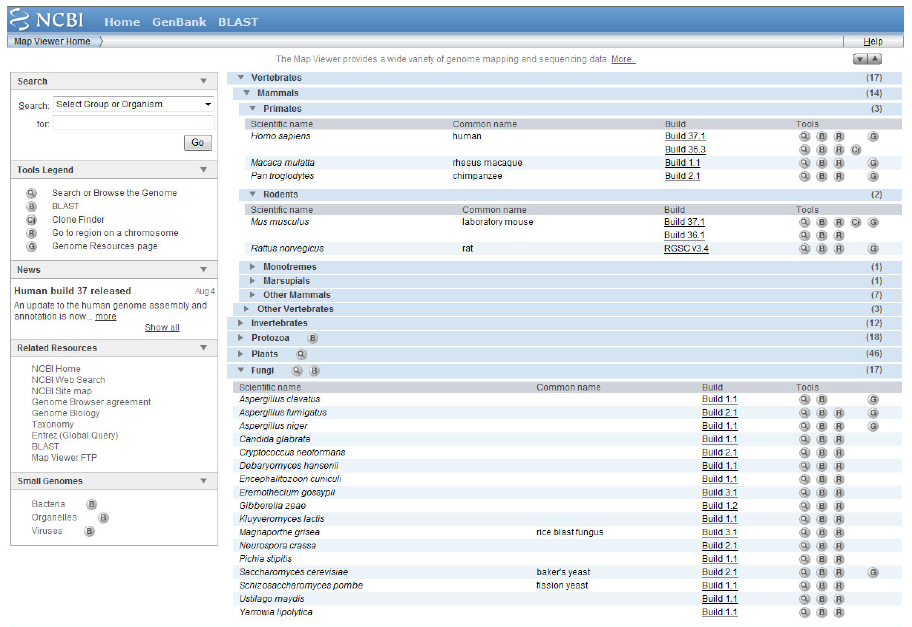 NCBI Home GenBank BLAST
Map Viewer Home Help
The Map Viewer provides a wide variety of genome mapping and sequencing data. More..
Search
Search: Select Group or Organism
for:
Go
Tools Legend
Q Search or Browse the Genome
B BLAST
Cf Clone Finder
R Go to region on a chromosome
G Genome Resources page
News
Human build 37 released Aug 4
An update to the human genome assembly and
annotation is now... more
Show all
Related Resources
NCBI Home
NCBI Web Search
NCBI Site map
Genome Browser agreement
Genome Biology
Taxonomy
Entrez (Global Query)
BLAST
Map Viewer FTP
Small Genomes
Bacteria B
Organelles B
Viruses B
Vertebrates (17)
Mammals (14)
Primates (3)
Scientific name Common name Build Tools
Homo sapiens human Build 37.1 B R G
Build 36.3 B R Cf
Macaca mulatta rhesus macaque Build 1.1 B R G
Pan troglodytes chimpanzee Build 2.1 B R G
Rodents (2)
Scientific name Common name Build Tools
Mus musculus laboratory mouse Build 37.1 B R Cf G
Build 36.1 B R
Rattus norvegicus rat RGSC v3.4 B R G
Monotremes (1)
Marsupials (1)
Other Mammals (7)
Other Vertebrates (3)
Invertebrates (12)
Protozoa B (18)
Plants (46)
Fungi B (17)
Scientific name Common name Build Tools
Aspergillus clavatus Build 1.1 B G
Aspergillus fumigatus Build 2.1 B R G
Aspergillus niger Build 1.1 B R G
Candida glabrata Build 1.1 B R
Cryptococcus neoformans Build 2.1 B R
Debaryomyces hansenii Build 1.1 B R
Encephalitozoon cuniculi Build 1.1 B R
Eremothecium gossypii Build 3.1 B R
Gibberella zeae Build 1.2 B R
Kluyveromyces lactis Build 1.1 B R
Magnaporthe grisea rice blast fungus Build 3.1 B R
Neurospora crassa Build 2.1 B R
Pichia stipitis Build 1.1 B R
Saccharomyces cerevisiae baker's yeast Build 2.1 B R G
Schizosaccharomyces pombe fission yeast Build 1.1 B R
Ustilago maydis Build 1.1 B R
Yarrowia lipolytica Build 1.1 B R